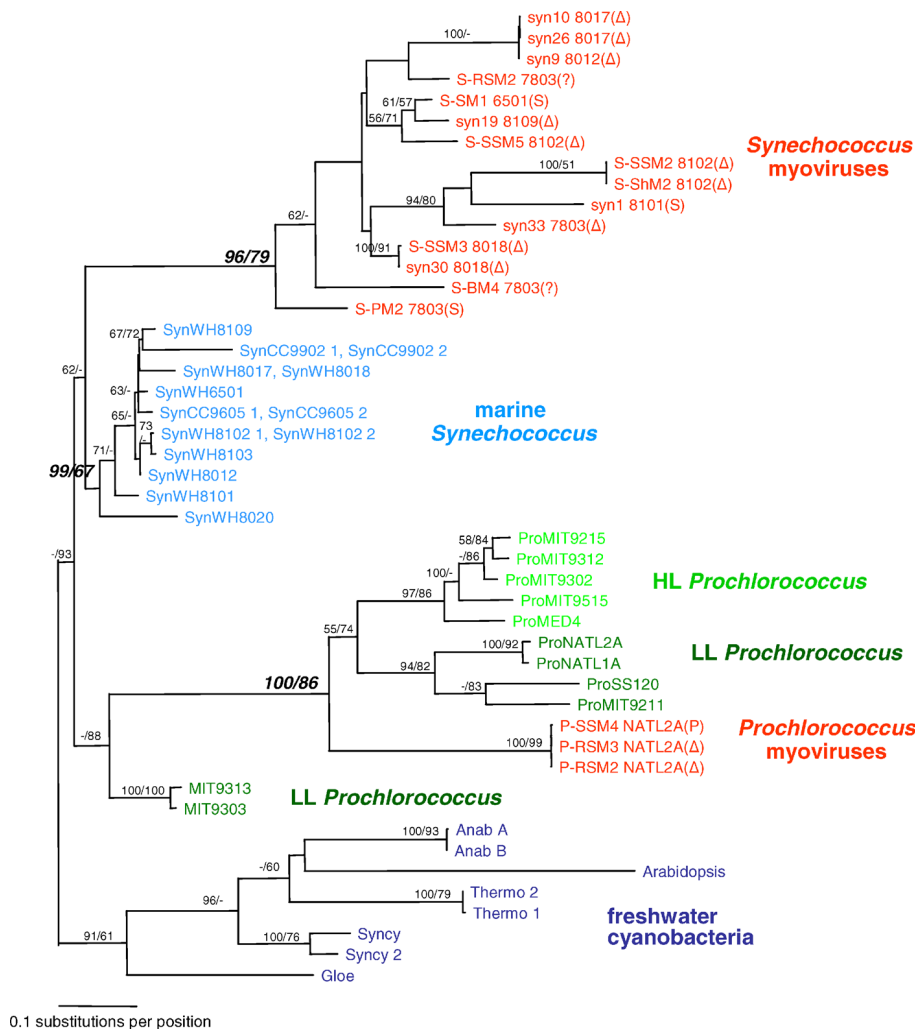 100/-
syn10 8017(Δ)
syn26 8017(Δ)
syn9 8012(Δ)
S-RSM2 7803(?)
61/57
S-SM1 6501(S)
56/71
syn19 8109(Δ)
S-SSM5 8102(Δ)
Synechococcus
myoviruses
100/51
S-SSM2 8102(Δ)
S-ShM2 8102(Δ)
94/80
syn1 8101(S)
62/-
syn33 7803(Δ)
100/91
S-SSM3 8018(Δ)
96/79
syn30 8018(Δ)
S-BM4 7803(?)
S-PM2 7803(S)
67/72
SynWH8109
SynCC9902 1, SynCC9902 2
62/-
SynWH8017, SynWH8018
63/-
SynWH6501
65/-
SynCC9605 1, SynCC9605 2
marine
Synechococcus
73
/-
SynWH8102 1, SynWH8102 2
71/-
SynWH8103
99/67
SynWH8012
SynWH8101
SynWH8020
-/93
58/84
ProMIT9215
-/86
ProMIT9312
100/-
ProMIT9302
HL Prochlorococcus
97/86
ProMIT9515
ProMED4
55/74
100/92
ProNATL2A
LL Prochlorococcus
94/82
ProNATL1A
100/86
-/83
ProSS120
ProMIT9211
P-SSM4 NATL2A(P)
-/88
100/99
P-RSM3 NATL2A(Δ)
P-RSM2 NATL2A(Δ)
Prochlorococcus
myoviruses
100/100
MIT9313
MIT9303
LL Prochlorococcus
100/93
Anab A
Anab B
-/60
Arabidopsis
96/-
100/79
Thermo 2
Thermo 1
freshwater
cyanobacteria
91/61
100/76
Syncy
Syncy 2
Gloe
0.1 substitutions per position